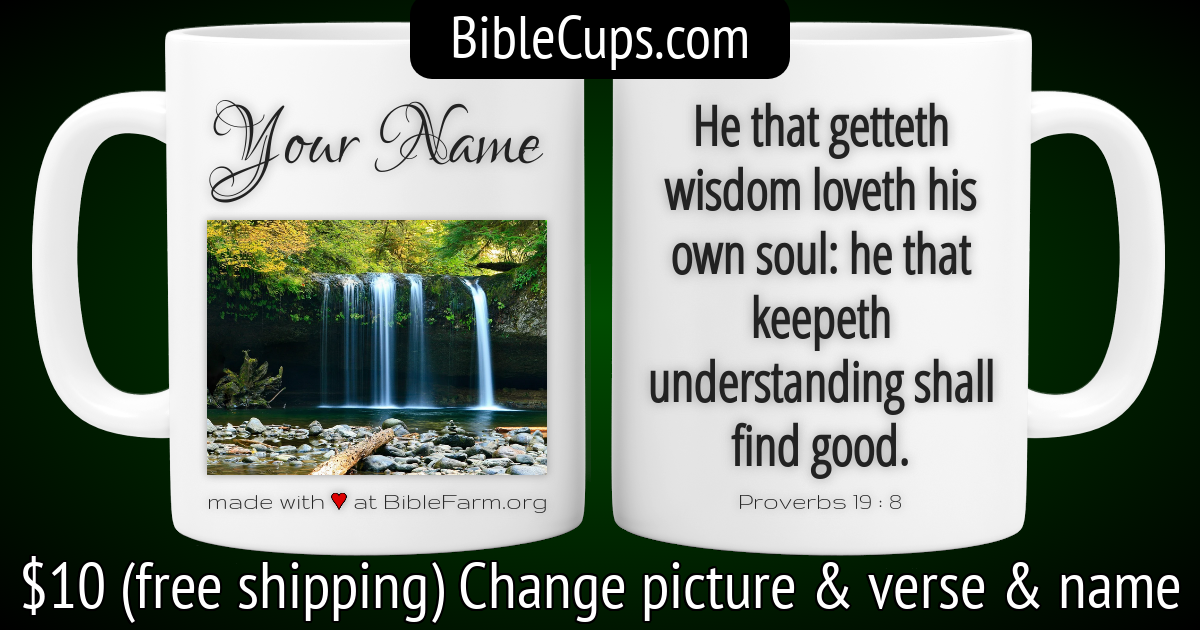 BibleCups.com
Your Name
made with ♥ at BibleFarm.org
He that getteth
wisdom loveth his
own soul: he that
keepeth
understanding shall
find good.
Proverbs 19 : 8
$10 (free shipping) Change picture & verse & name